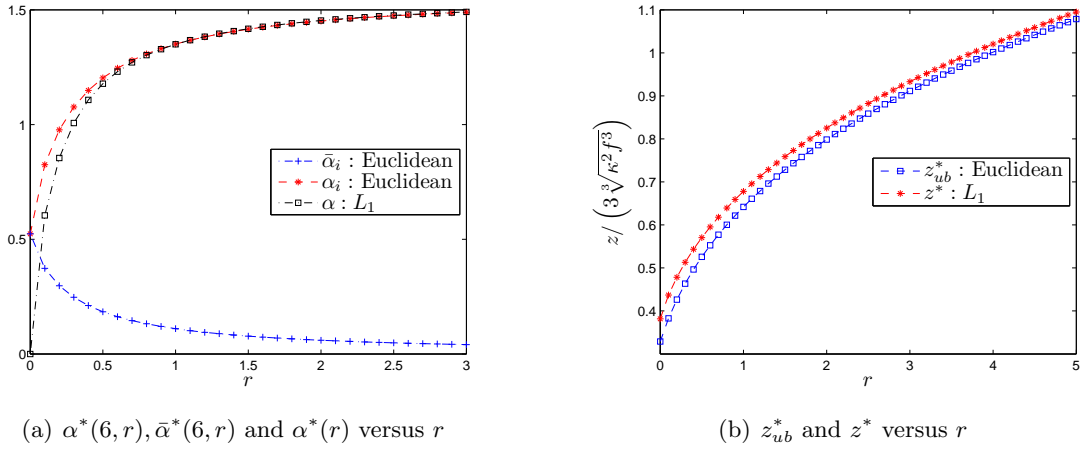 1.5
1
0.5
0
0 0.5 1 1.5 2 2.5 3
r
ᾱ_i : Euclidean
α_i : Euclidean
α : L_1
(a) α*(6, r), ᾱ*(6, r) and α*(r) versus r
1.1
1
0.9
0.8
0.7
0.6
0.5
0.4
0 1 2 3 4 5
r
z/ (3∛(κ²f³))
z*_{ub} : Euclidean
z* : L_1
(b) z*_{ub} and z* versus r